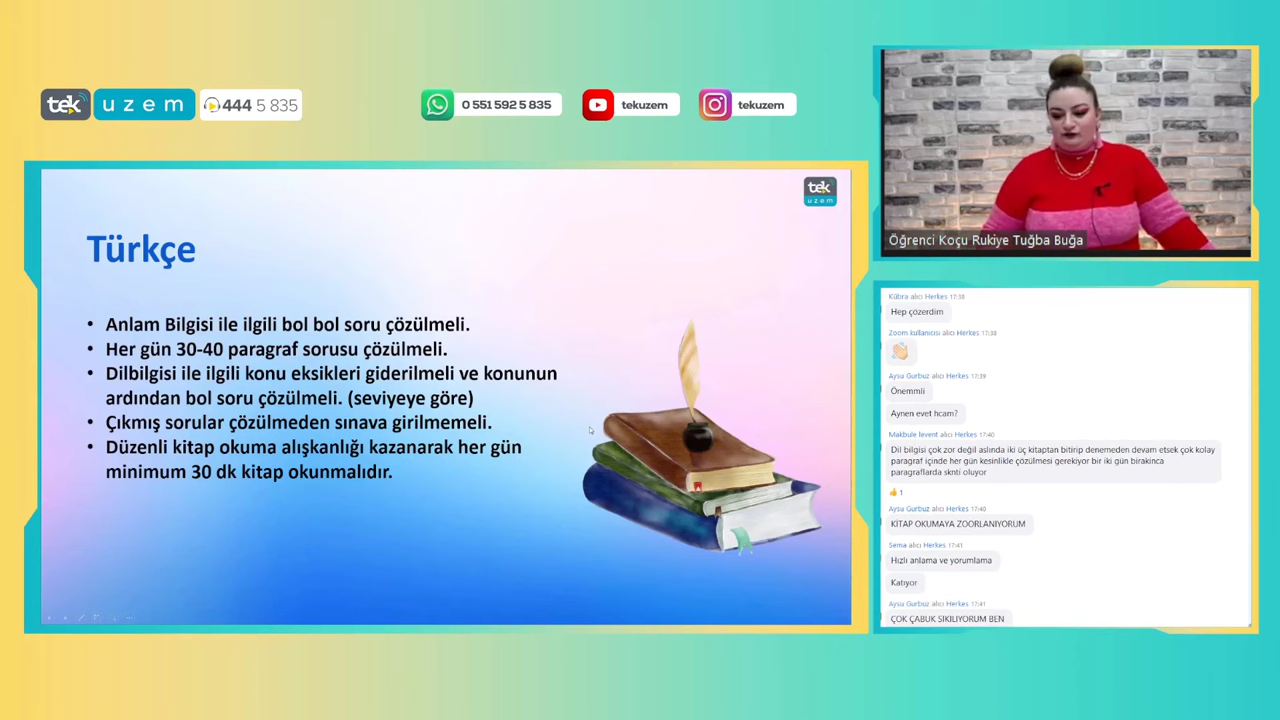 tek uzem 444 5 835
0 551 592 5 835
tekuzem
tekuzem
tek
uzem
Türkçe
• Anlam Bilgisi ile ilgili bol bol soru çözülmeli.
• Her gün 30-40 paragraf sorusu çözülmeli.
• Dilbilgisi ile ilgili konu eksikleri giderilmeli ve konunun
ardından bol soru çözülmeli. (seviyeye göre)
• Çıkmış sorular çözülmeden sınava girilmemeli.
• Düzenli kitap okuma alışkanlığı kazanarak her gün
minimum 30 dk kitap okunmalıdır.
Öğrenci Koçu Rukiye Tuğba Buğa
Kübra alıcı Herkes 17:38
Hep çözerdim
Zoom kullanıcısı alıcı Herkes 17:38
Aysu Gurbuz alıcı Herkes 17:39
Önemmli
Aynen evet hcam?
Makbule levent alıcı Herkes 17:40
Dil bilgisi çok zor değil aslında iki üç kitaptan bitirip denemeden devam etsek çok kolay
paragraf içinde her gün kesinlikle çözülmesi gerekiyor bir iki gün birakinca
paragraflarda sknti oluyor
1
Aysu Gurbuz alıcı Herkes 17:40
KİTAP OKUMAYA ZOORLANIYORUM
Sema alıcı Herkes 17:41
Hızlı anlama ve yorumlama
Katıyor
Aysu Gurbuz alıcı Herkes 17:41
ÇOK ÇABUK SIKILIYORUM BEN